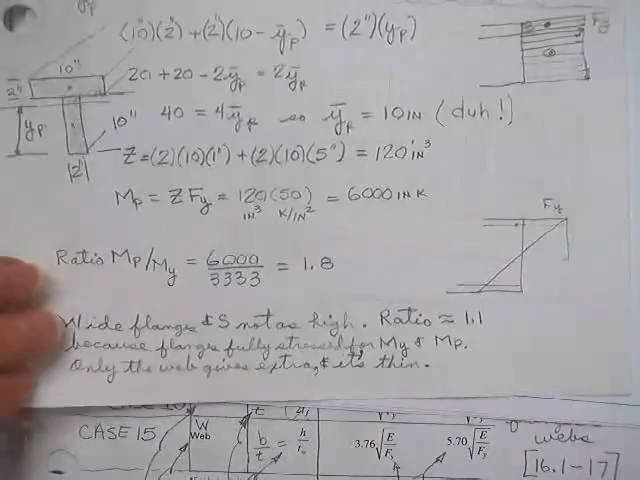 (10")(2") + (2")(10 - ȳp) = (2")(yp)
Fy
10"
2"
20 + 20 - 2ȳp = 2ȳp
yp
10"
40 = 4ȳp so ȳp = 10 IN (duh!)
|2"|
Z = (2)(10)(1") + (2)(10)(5") = 120 IN³
Mp = Z Fy = 120 (50) = 6000 IN K
IN³ K/IN²
Fy
Ratio Mp/My = 6000/3333 = 1.8
Wide flanges & S not as high. Ratio ≈ 1.1
because flanges fully stressed for My & Mp.
Only the web gives extra, & it's thin.
CASE 15
W
Web
b/t = h/
3.76√E/Fy
5.70√E/Fy
webs
[16.1-17]